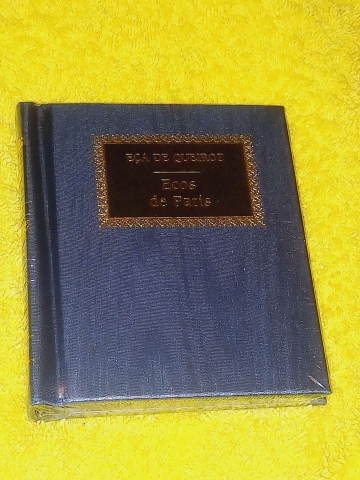 EÇA DE QUEIROZ
Ecos
de Paris